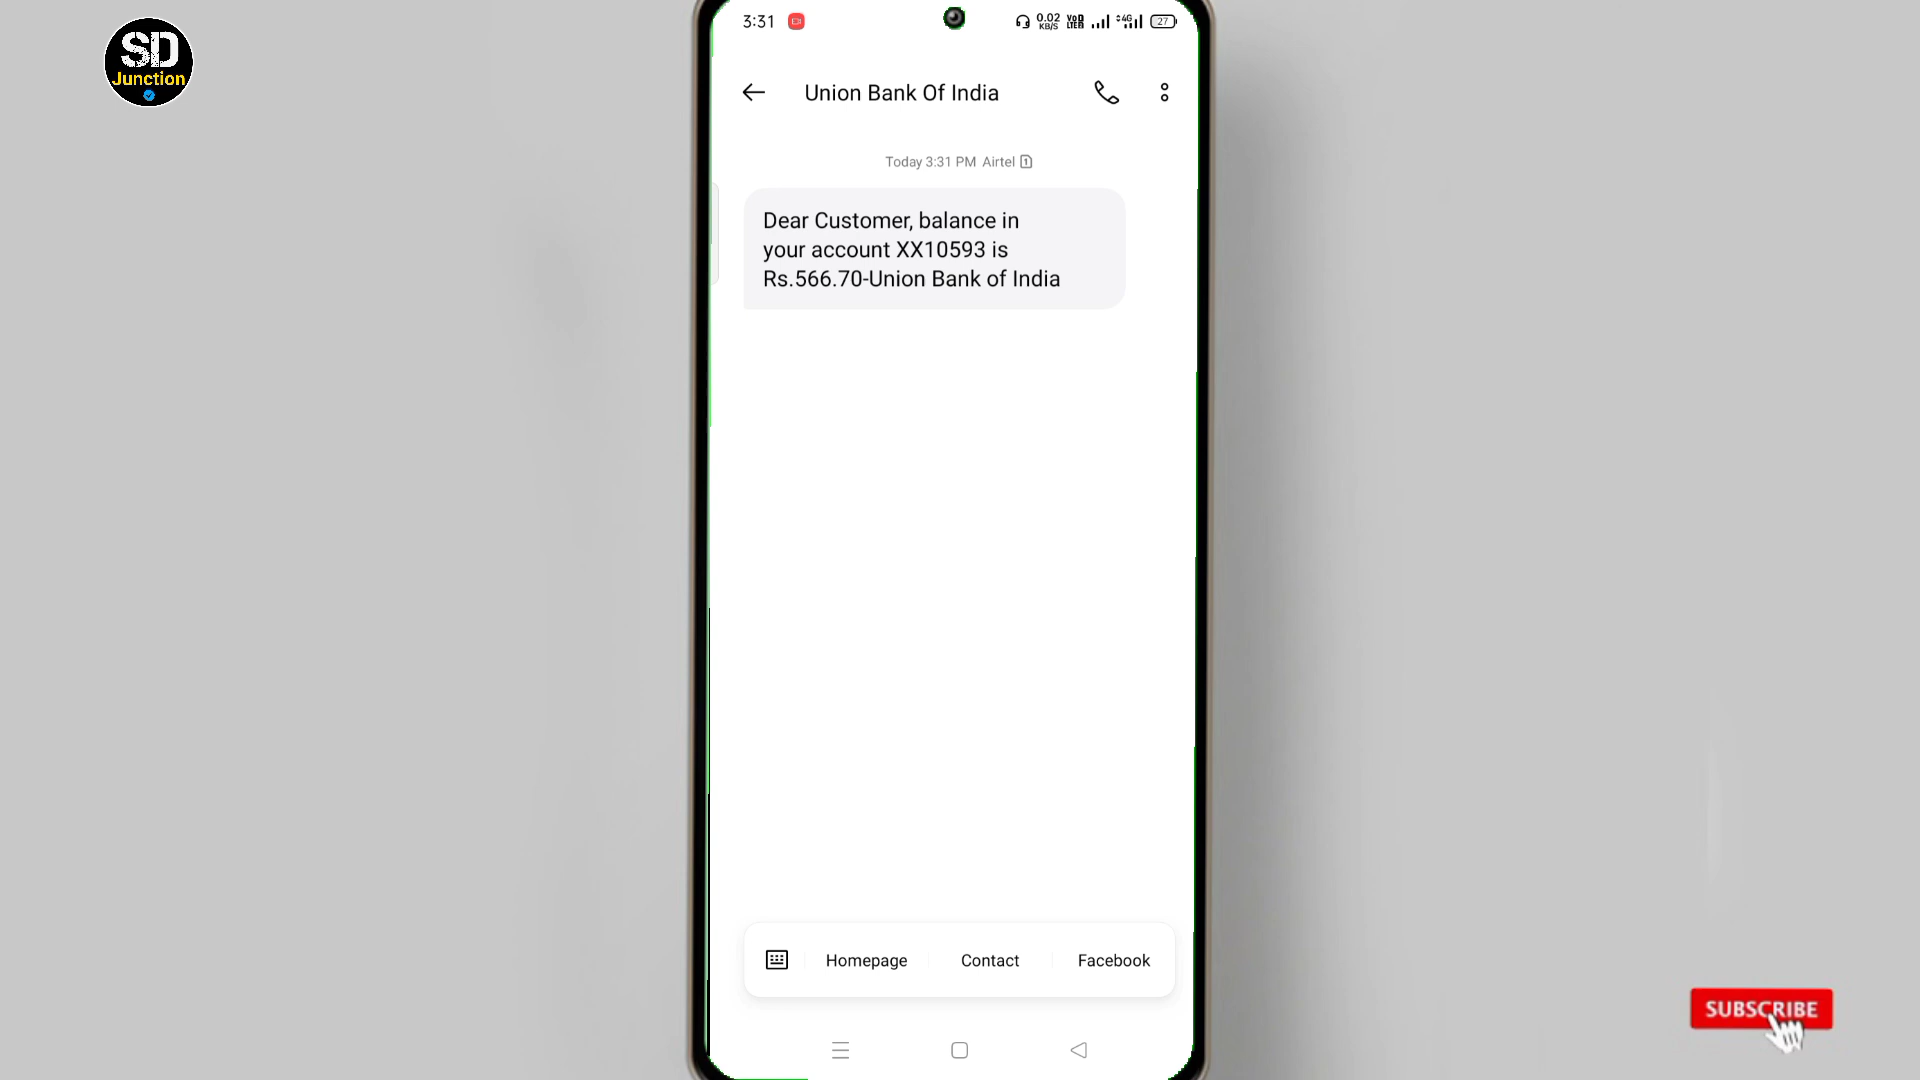 SD
Junction
3:31
0.02
KB/S
VoD
LTE
4G
27
Union Bank Of India
Today 3:31 PM Airtel 1
Dear Customer, balance in
your account XX10593 is
Rs.566.70-Union Bank of India
Homepage
Contact
Facebook
SUBSCRIBE